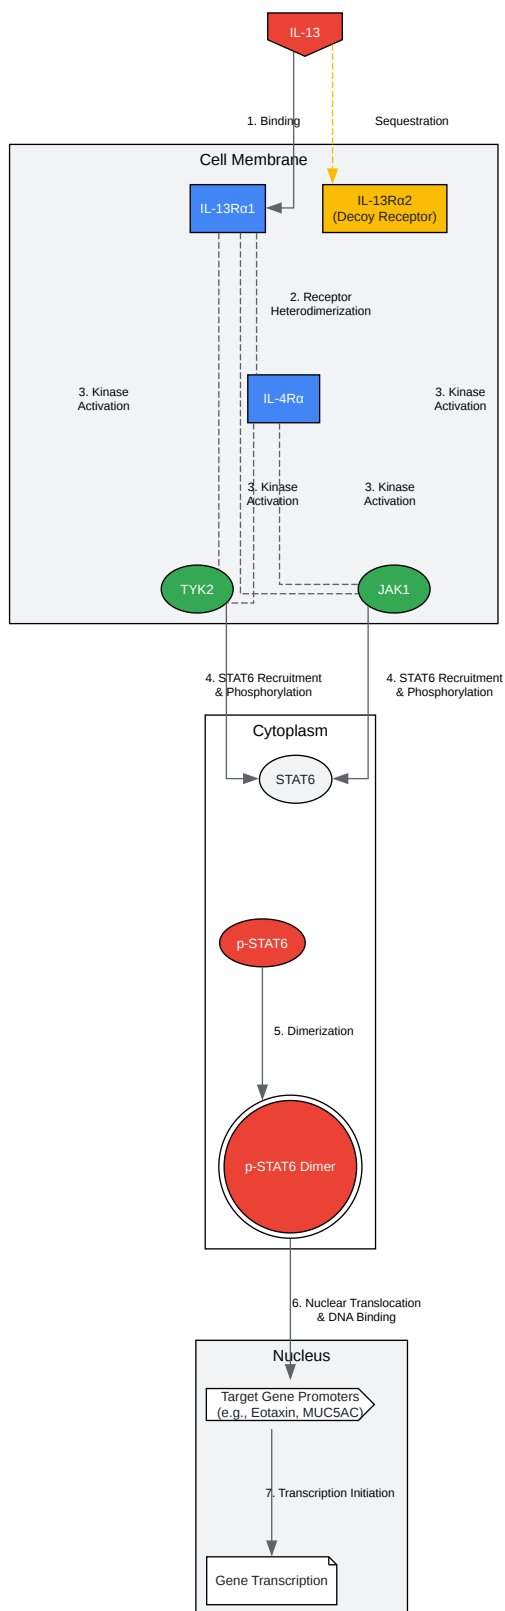 IL-13
1. Binding
Sequestration
Cell Membrane
IL-13Rα1
IL-13Rα2
(Decoy Receptor)
2. Receptor
Heterodimerization
IL-4Rα
3. Kinase
Activation
3. Kinase
Activation
3. Kinase
Activation
3. Kinase
Activation
TYK2
JAK1
4. STAT6 Recruitment
& Phosphorylation
4. STAT6 Recruitment
& Phosphorylation
Cytoplasm
STAT6
p-STAT6
5. Dimerization
p-STAT6 Dimer
6. Nuclear Translocation
& DNA Binding
Nucleus
Target Gene Promoters
(e.g., Eotaxin, MUC5AC)
7. Transcription Initiation
Gene Transcription